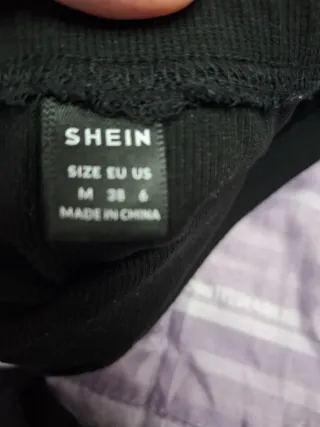 SHEIN
SIZE EU US
M 38 6
MADE IN CHINA